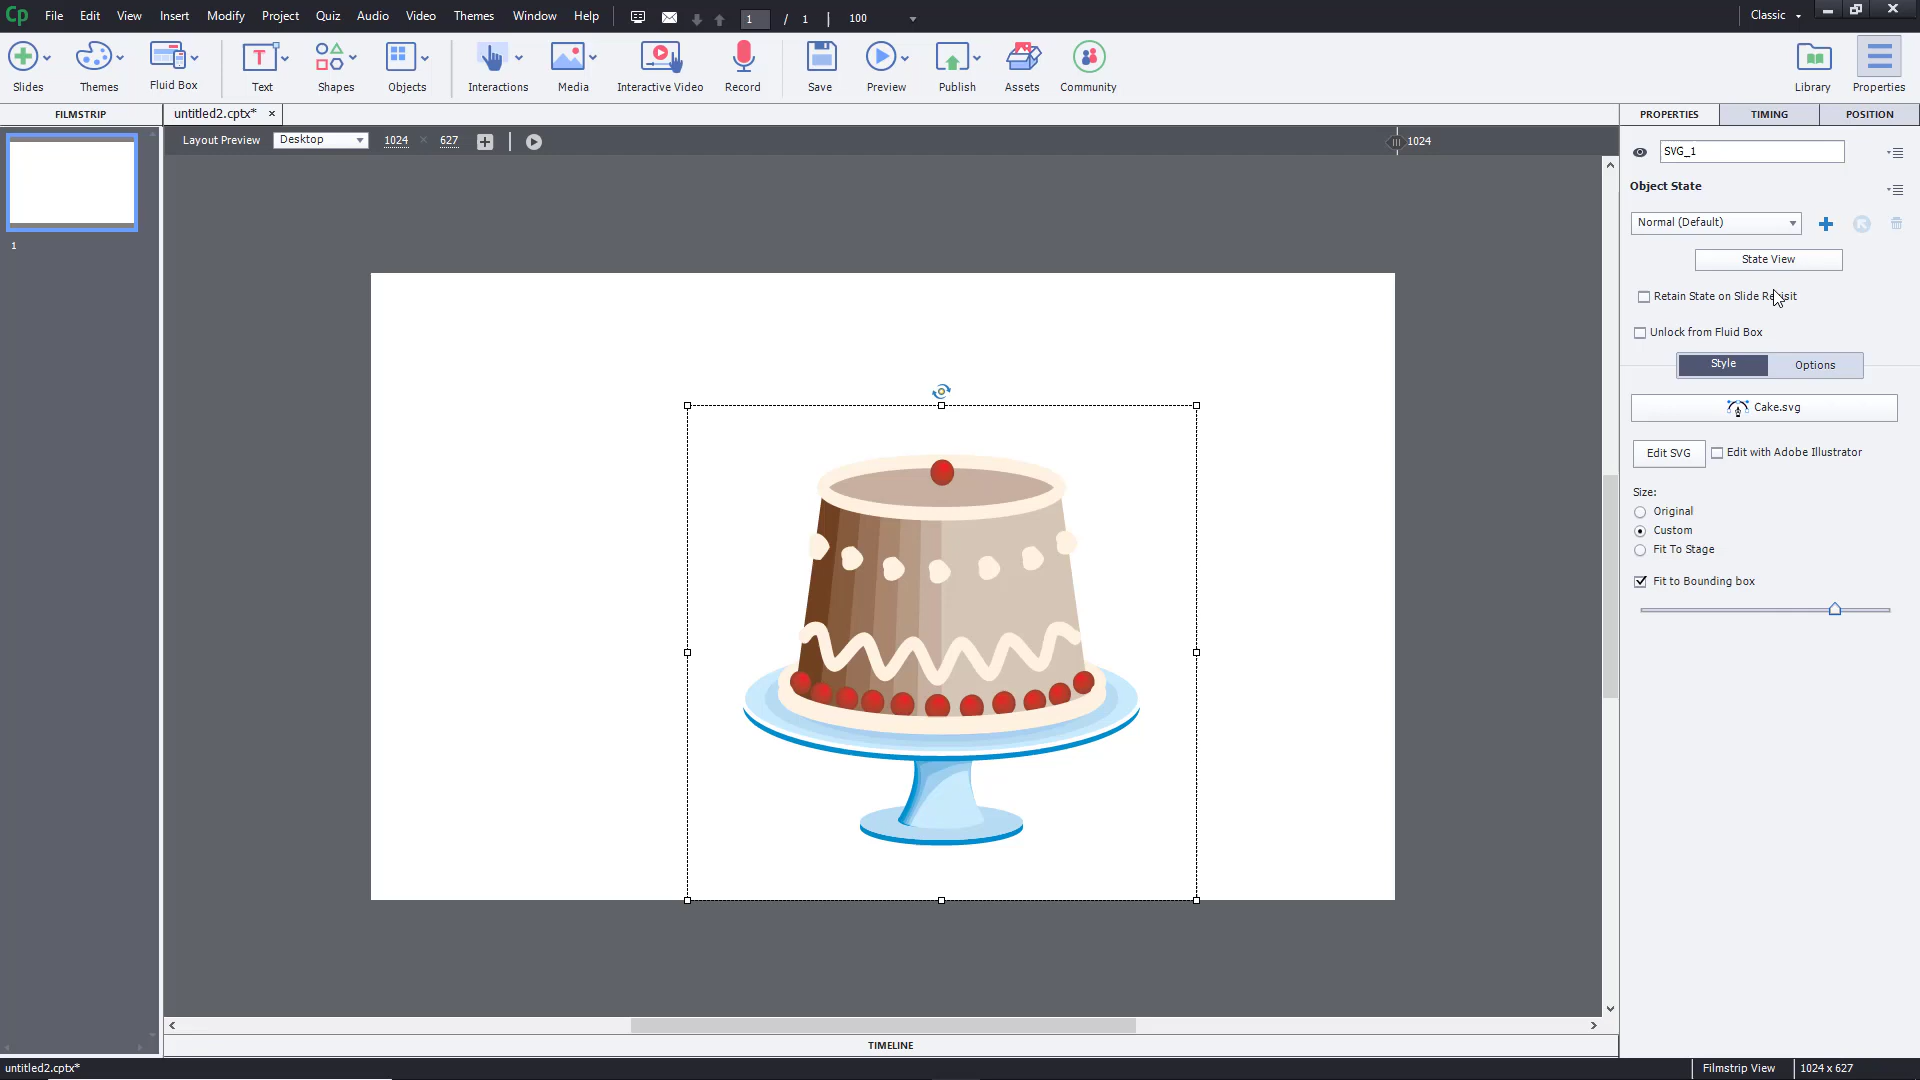 Cp File Edit View Insert Modify Project Quiz Audio Video Themes Window Help 1 / 1 100 Classic
Slides Themes Fluid Box Text Shapes Objects Interactions Media Interactive Video Record Save Preview Publish Assets Community Library Properties
FILMSTRIP untitled2.cptx* × PROPERTIES TIMING POSITION
Layout Preview Desktop 1024 × 627 1024
SVG_1
Object State
Normal (Default)
State View
Retain State on Slide Revisit
Unlock from Fluid Box
Style Options
Cake.svg
Edit SVG Edit with Adobe Illustrator
Size:
Original
Custom
Fit To Stage
Fit to Bounding box
1
TIMELINE
untitled2.cptx* Filmstrip View 1024 x 627